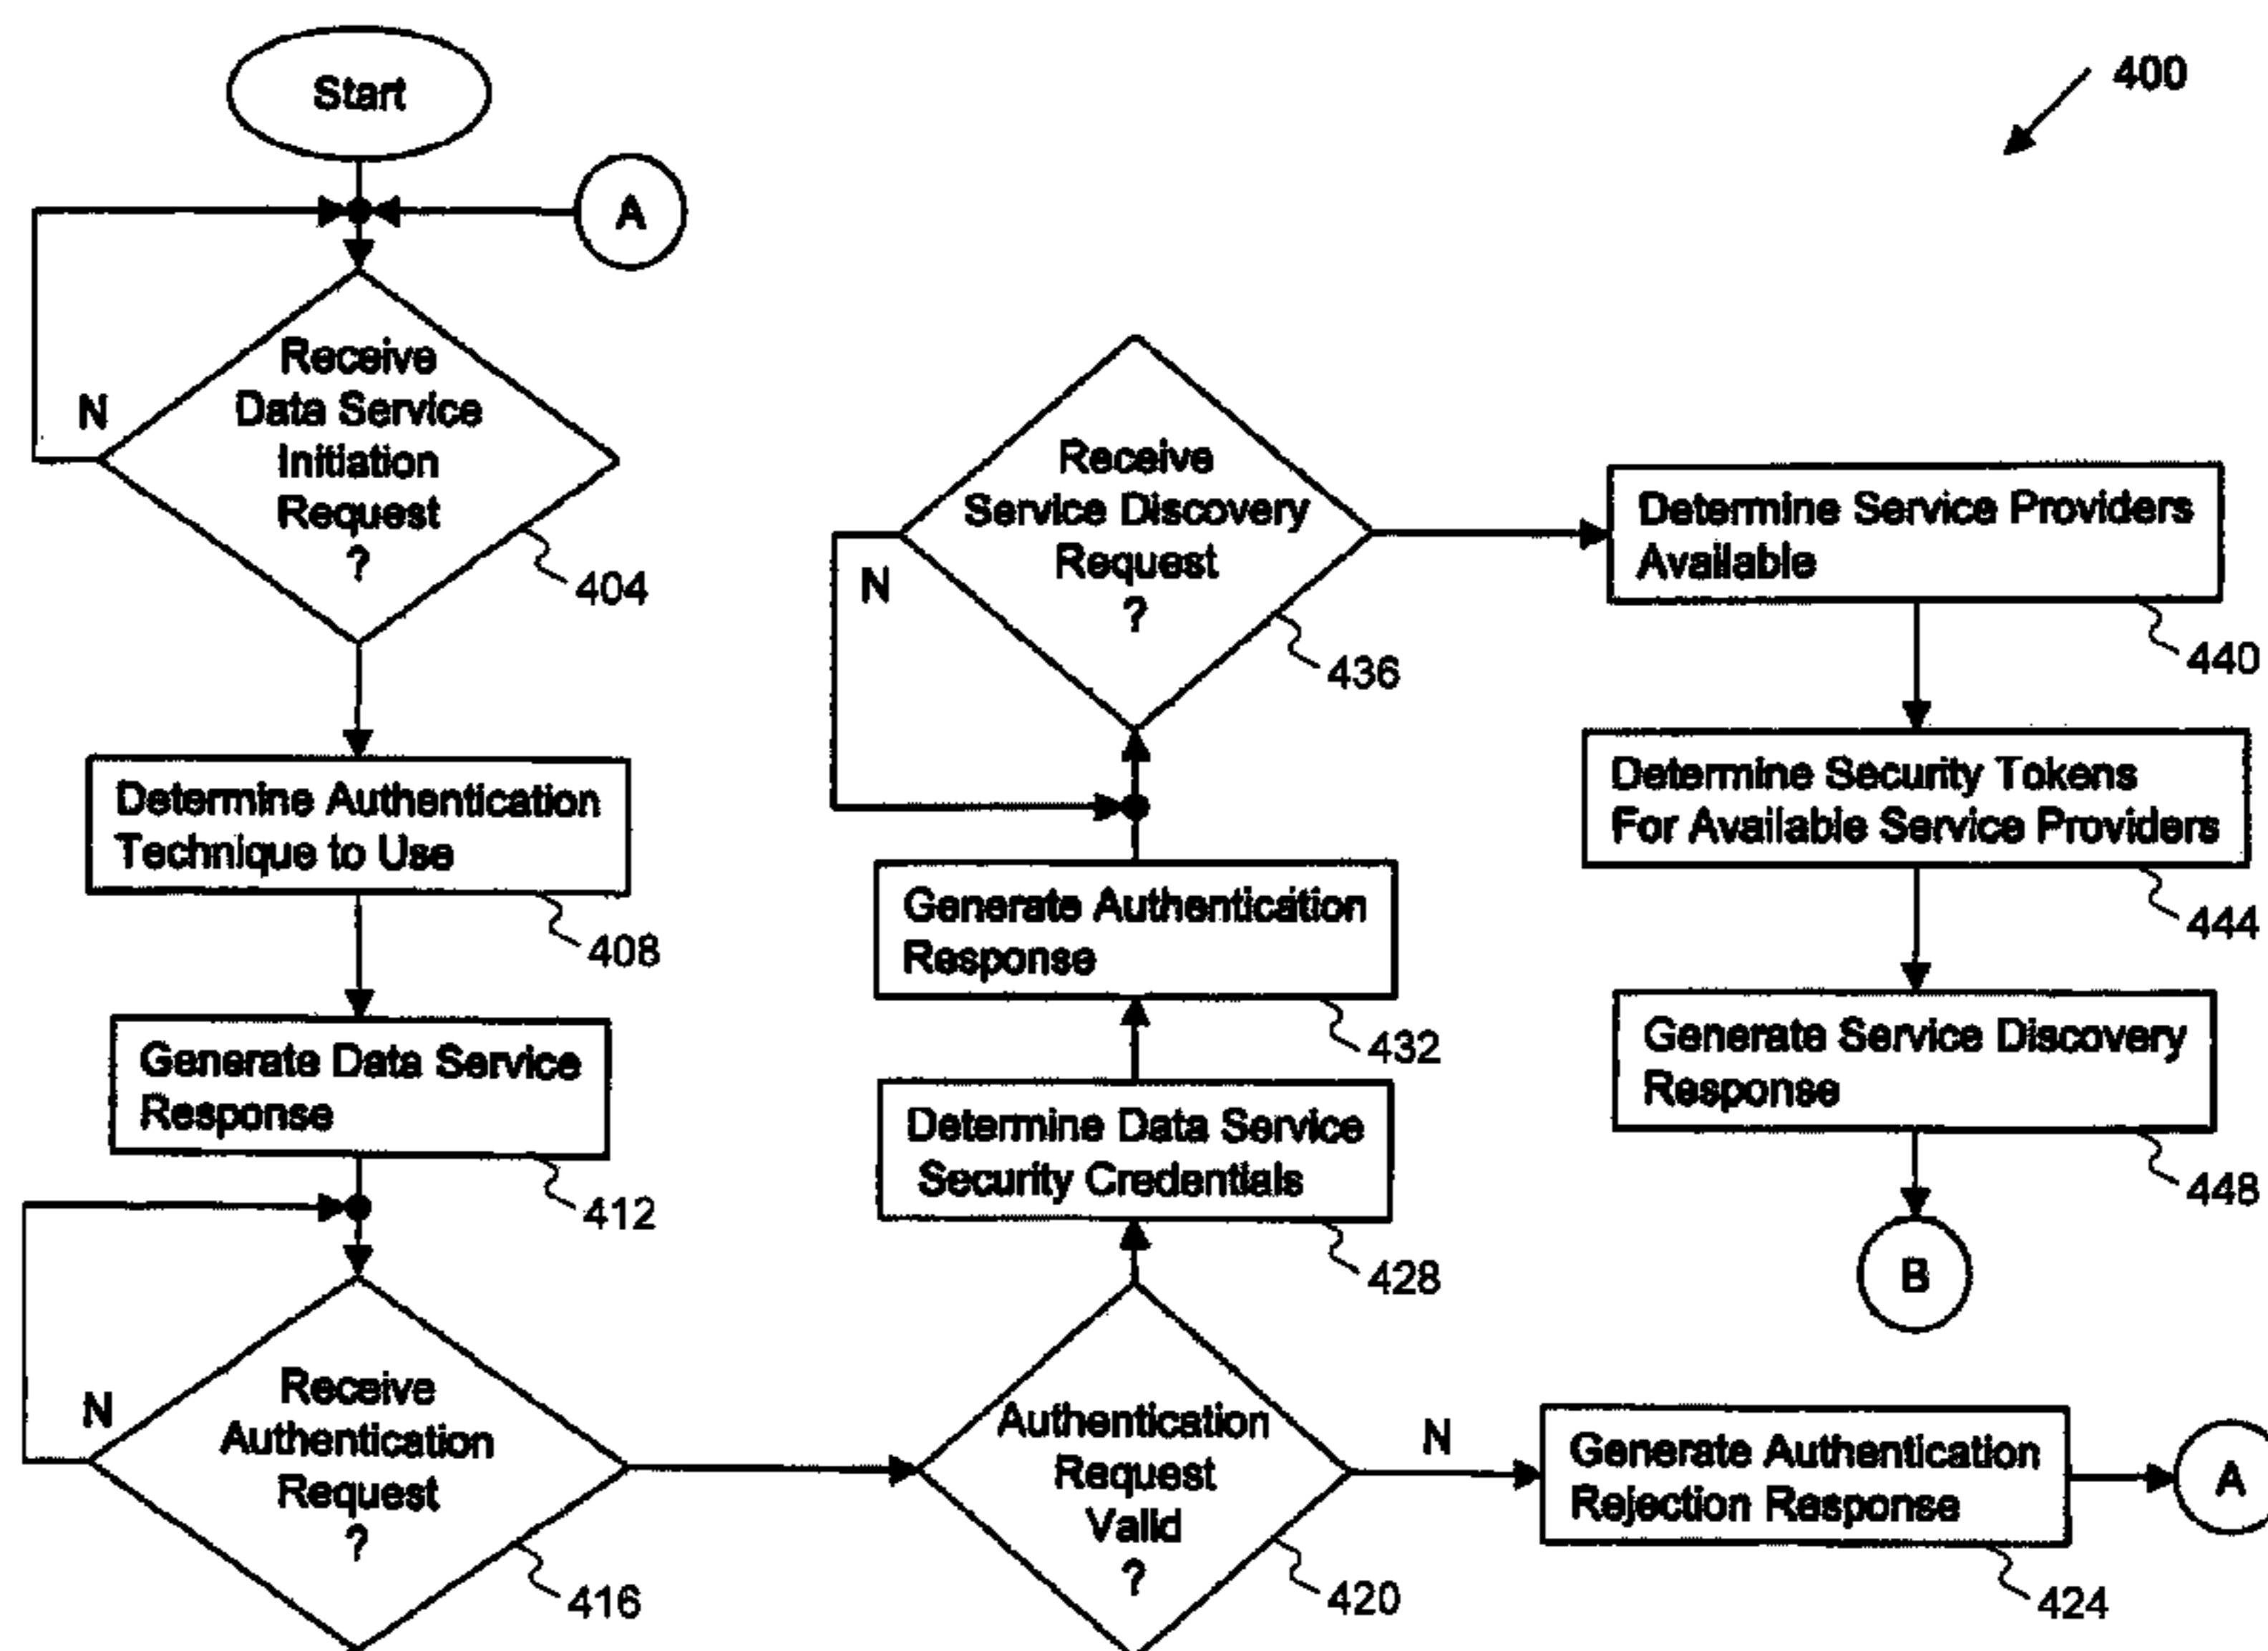 Start
400
A
Receive
Data Service
Initiation
Request
?
N
404
Determine Authentication
Technique to Use
408
Generate Data Service
Response
412
N
Receive
Authentication
Request
?
416
Authentication
Request
Valid
?
420
N
Generate Authentication
Rejection Response
424
A
Determine Data Service
Security Credentials
428
Generate Authentication
Response
432
Receive
Service Discovery
Request
?
N
436
Determine Service Providers
Available
440
Determine Security Tokens
For Available Service Providers
444
Generate Service Discovery
Response
448
B